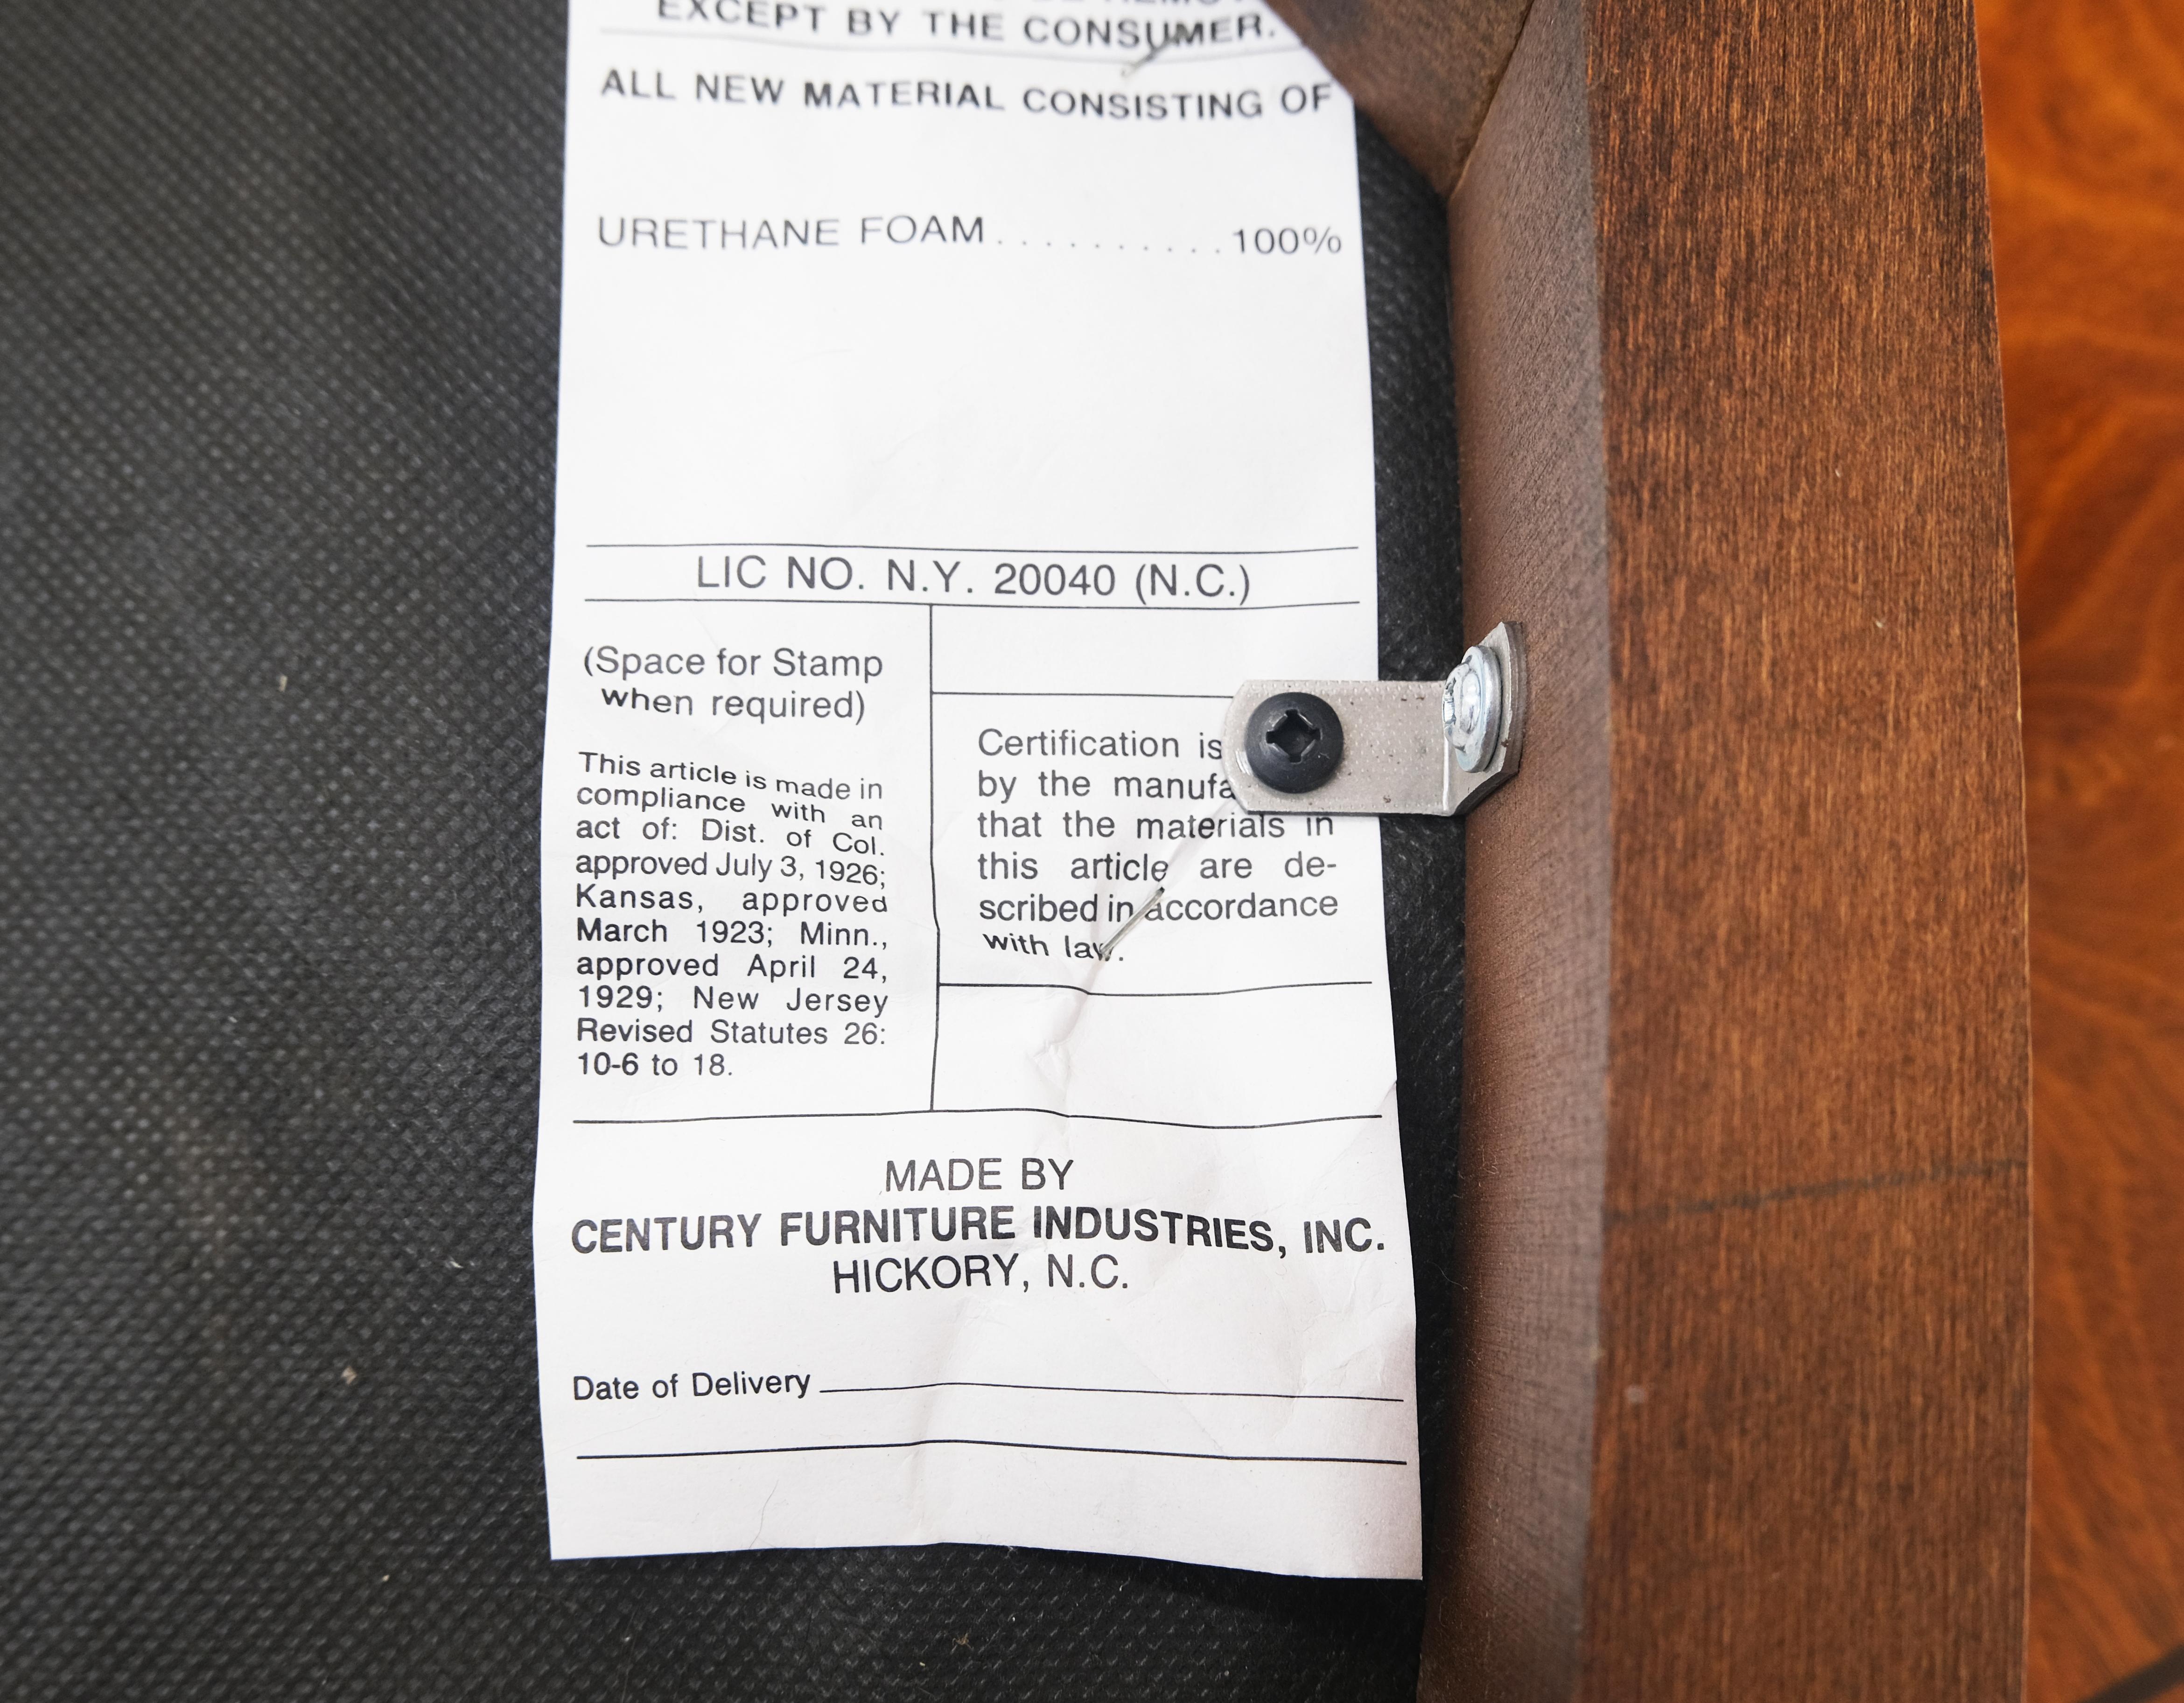 EXCEPT BY THE CONSUMER.
ALL NEW MATERIAL CONSISTING OF
URETHANE FOAM..........100%
LIC NO. N.Y. 20040 (N.C.)
(Space for Stamp
when required)
This article is made in
compliance with an
act of: Dist. of Col.
approved July 3, 1926;
Kansas, approved
March 1923; Minn.,
approved April 24,
1929; New Jersey
Revised Statutes 26:
10-6 to 18.
Certification is
by the
that the materials in
this article are de-
scribed in accordance
with law.
MADE BY
CENTURY FURNITURE INDUSTRIES, INC.
HICKORY, N.C.
Date of Delivery